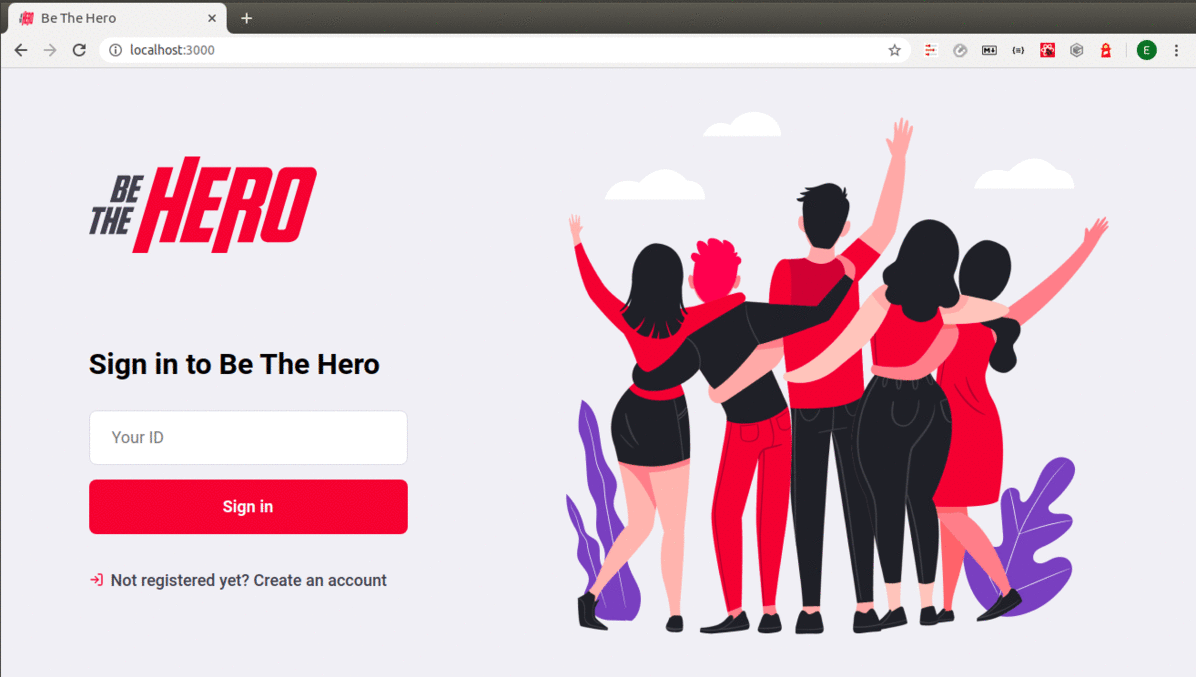 Be The Hero
localhost:3000
M
E
BE
THE HERO
Sign in to Be The Hero
Your ID
Sign in
Not registered yet? Create an account